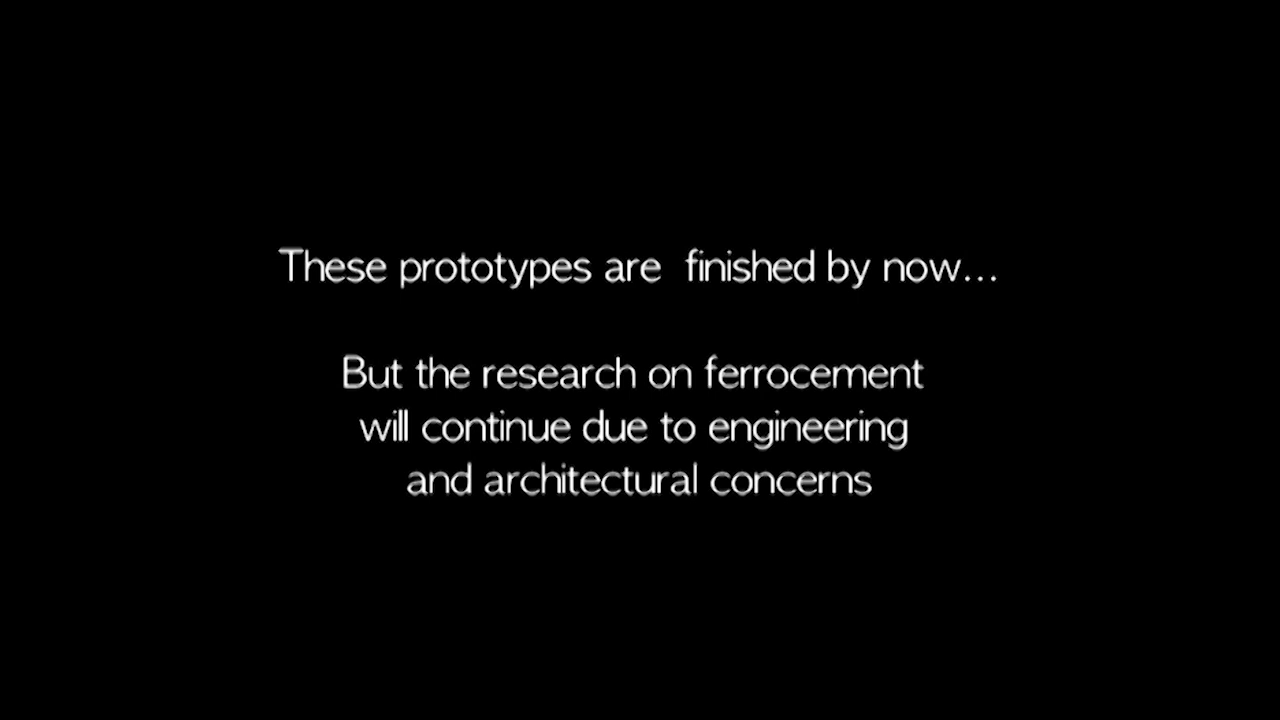 These prototypes are  finished by now...
But the research on ferrocement
will continue due to engineering
and architectural concerns